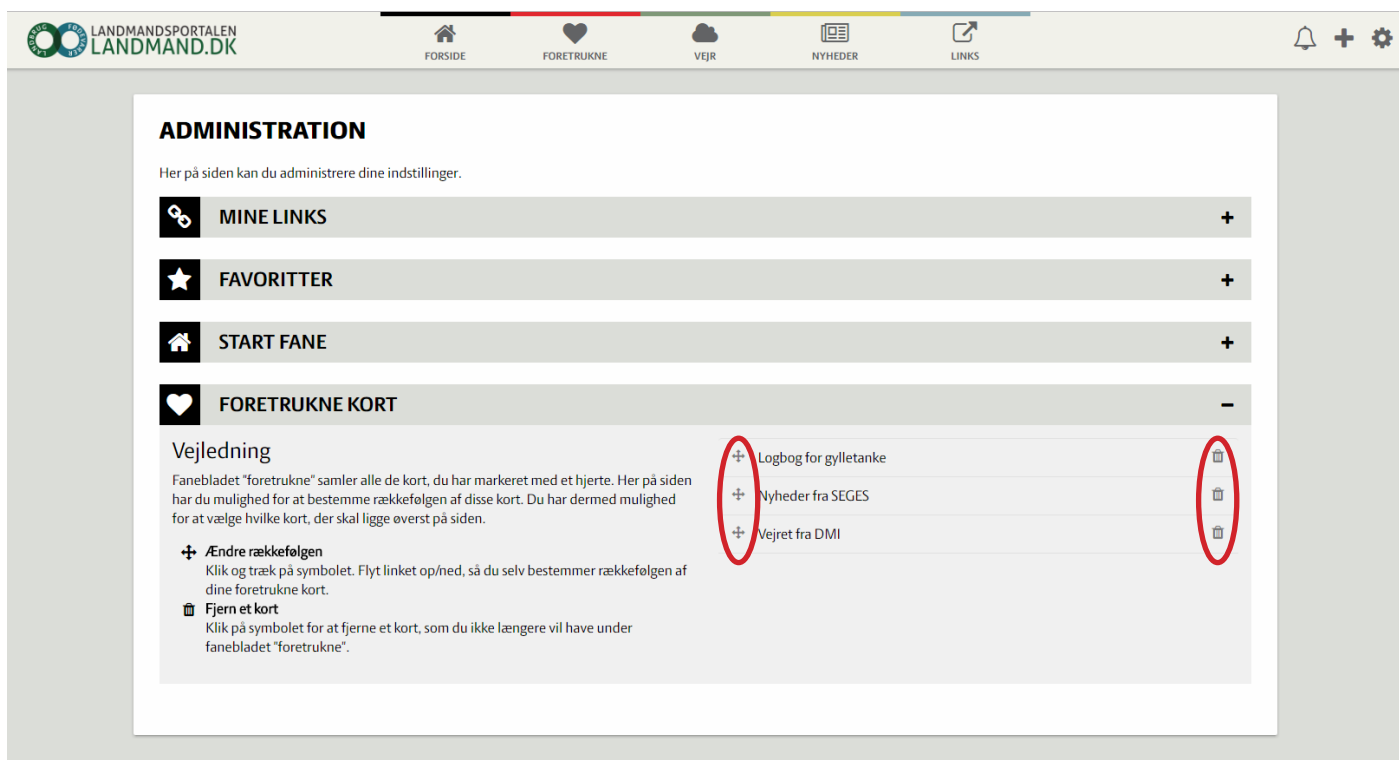 LANDBRUG FØDEVARER
LANDMANDSPORTALEN
LANDMAND.DK
FORSIDE
FORETRUKNE
VEJR
NYHEDER
LINKS
ADMINISTRATION
Her på siden kan du administrere dine indstillinger.
MINE LINKS
FAVORITTER
START FANE
FORETRUKNE KORT
Vejledning
Fanebladet "foretrukne" samler alle de kort, du har markeret med et hjerte. Her på siden
har du mulighed for at bestemme rækkefølgen af disse kort. Du har dermed mulighed
for at vælge hvilke kort, der skal ligge øverst på siden.
Ændre rækkefølgen
Klik og træk på symbolet. Flyt linket op/ned, så du selv bestemmer rækkefølgen af
dine foretrukne kort.
Fjern et kort
Klik på symbolet for at fjerne et kort, som du ikke længere vil have under
fanebladet "foretrukne".
Logbog for gylletanke
Nyheder fra SEGES
Vejret fra DMI